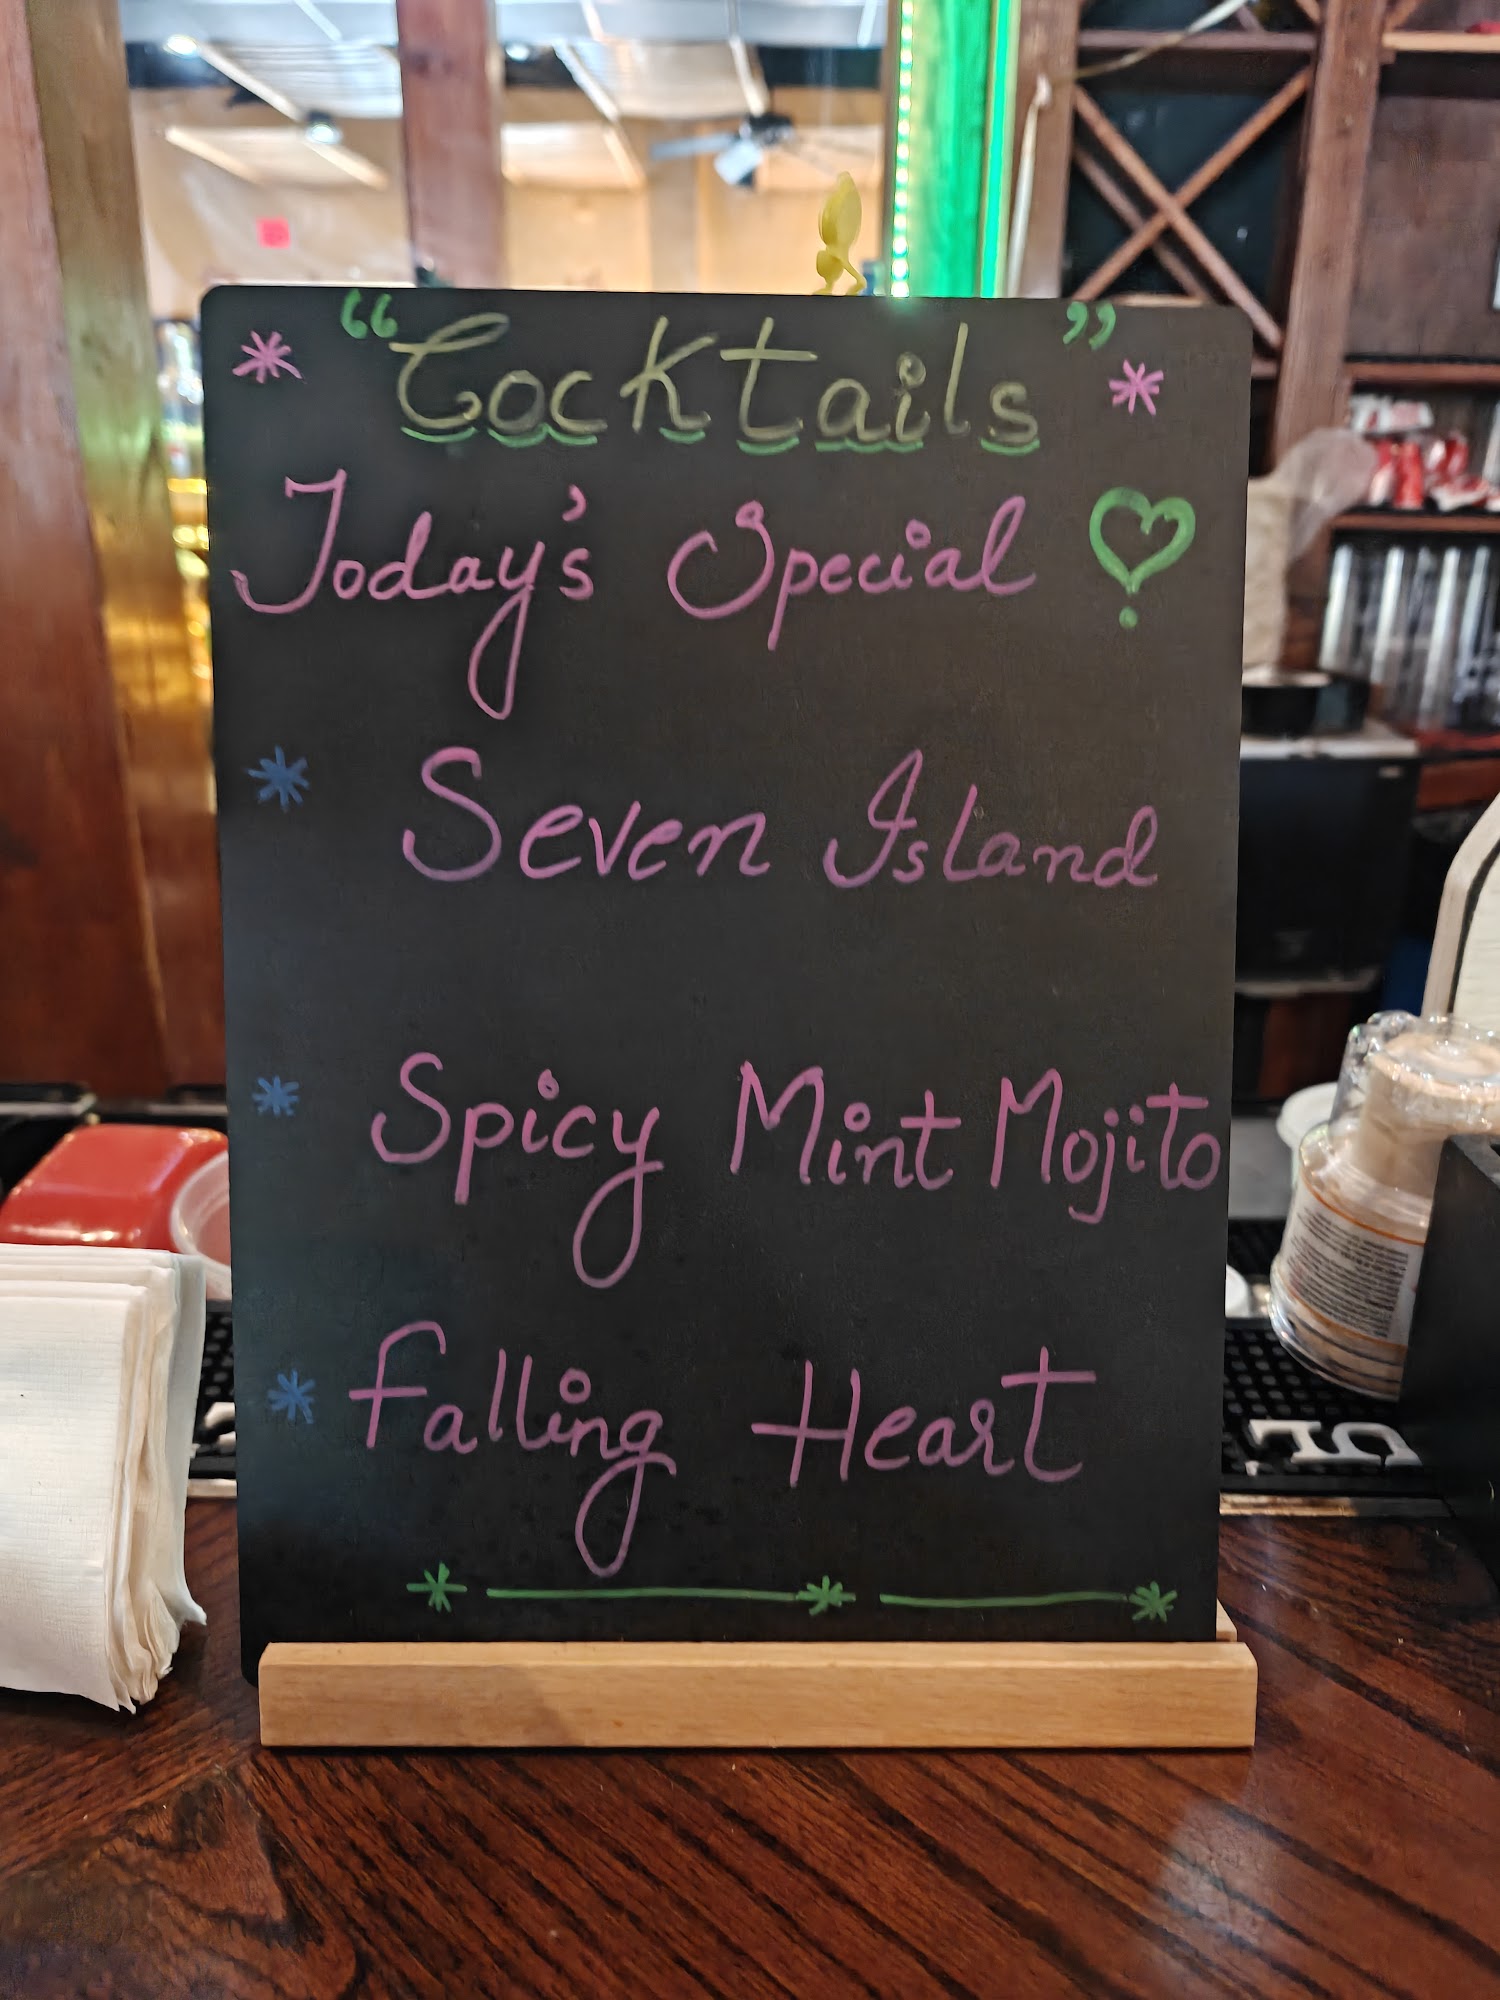 "Cocktails"
Today's Special
Seven Island
Spicy Mint Mojito
Falling Heart